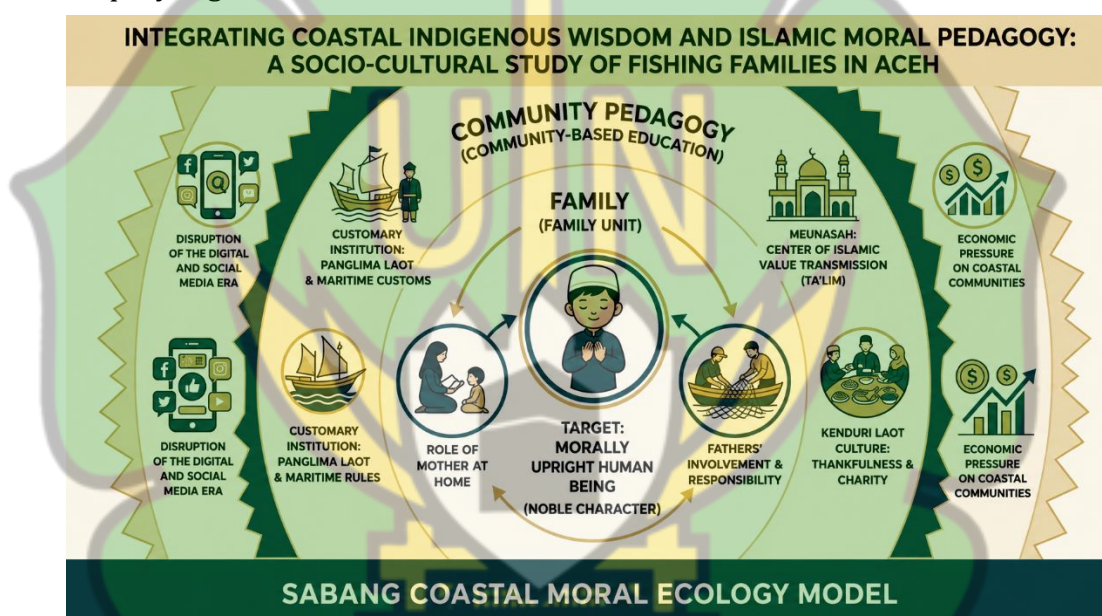 INTEGRATING COASTAL INDIGENOUS WISDOM AND ISLAMIC MORAL PEDAGOGY:
A SOCIO-CULTURAL STUDY OF FISHING FAMILIES IN ACEH
COMMUNITY PEDAGOGY
(COMMUNITY-BASED EDUCATION)
FAMILY
(FAMILY UNIT)
DISRUPTION
OF THE DIGITAL
AND SOCIAL
MEDIA ERA
CUSTOMARY
INSTITUTION:
PANGLIMA LAOT
& MARITIME CUSTOMS
MEUNASAH:
CENTER OF ISLAMIC
VALUE TRANSMISSION
(TA'LIM)
ECONOMIC
PRESSURE
ON COASTAL
COMMUNITIES
DISRUPTION
OF THE DIGITAL
AND SOCIAL
MEDIA ERA
CUSTOMARY
INSTITUTION:
PANGLIMA LAOT
& MARITIME RULES
ROLE OF
MOTHER AT
HOME
TARGET:
MORALLY
UPRIGHT HUMAN
BEING
(NOBLE CHARACTER)
FATHERS'
INVOLVEMENT &
RESPONSIBILITY
KENDURI LAOT
CULTURE:
THANKFULNESS &
CHARITY
ECONOMIC
PRESSURE
ON COASTAL
COMMUNITIES
SABANG COASTAL MORAL ECOLOGY MODEL
UIN